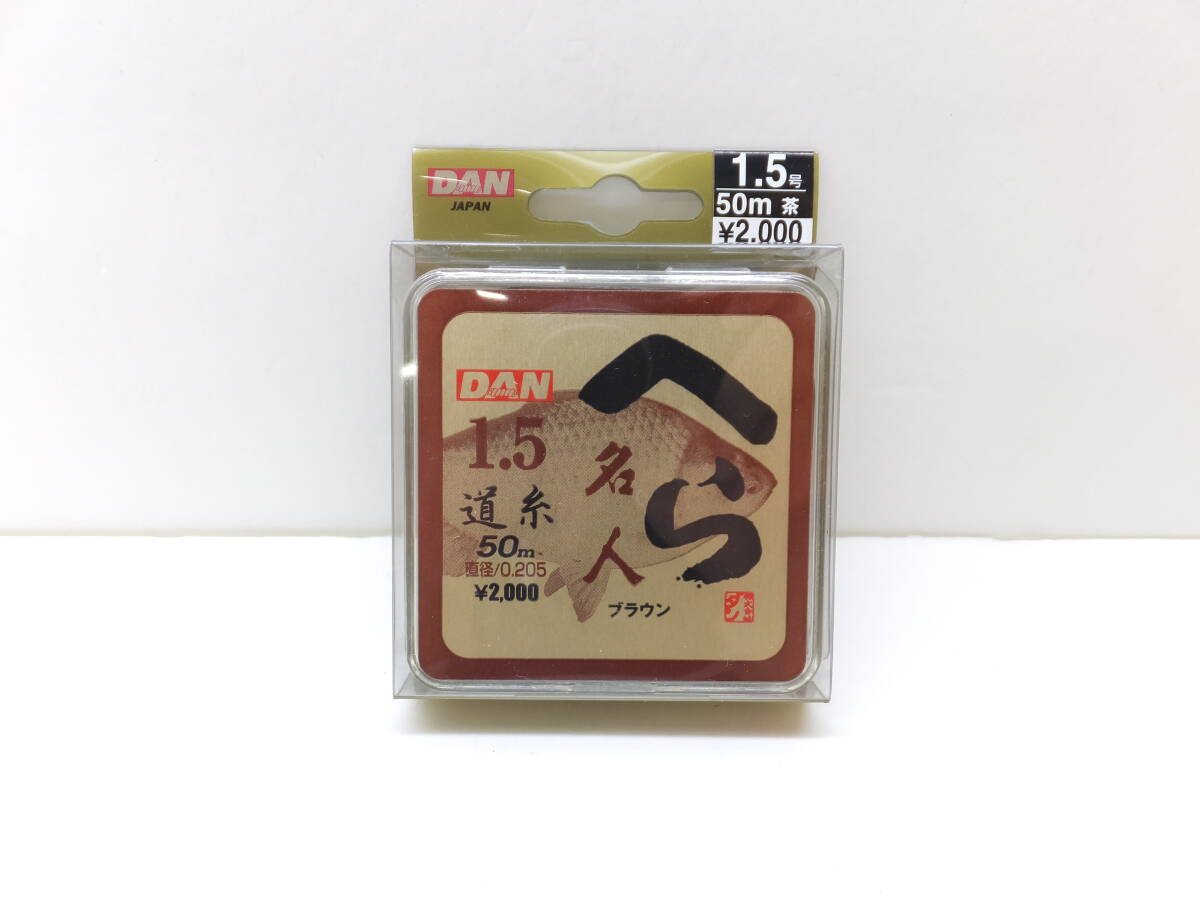 DAN
JAPAN
1.5号
50m 茶
¥2,000
DAN
1.5
道糸
50m
直径/0.205
¥2,000
へら
名人
ブラウン